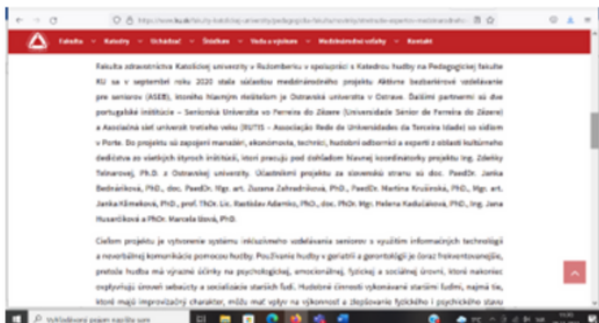 Fakulta Katedry Uchádzač Štúdium Veda a výskum Medzinárodné vzťahy Kontakt
Fakulta zdravotníctva Katolíckej univerzity v Ružomberku v spolupráci s Katedrou hudby na Pedagogickej fakulte
KU sa v septembri roku 2020 stala súčasťou medzinárodného projektu Aktívne bezbariérové vzdelávanie
pre seniorov (ASEB), ktorého hlavným riešiteľom je Ostravská univerzita v Ostrave. Ďalšími partnermi sú dve
portugalské inštitúcie – Seniorská Univerzita vo Ferreira do Zêzere (Universidade Sénior de Ferreira do Zêzere)
a Asociačná sieť univerzít tretieho veku (RUTIS – Associação Rede de Universidades da Terceira Idade) so sídlom
v Porte. Do projektu sú zapojení manažéri, ekonómovia, technici, hudobní odborníci a experti z oblasti kultúrneho
dedičstva zo všetkých štyroch inštitúcií, ktorí pracujú pod dohľadom hlavnej koordinátorky projektu Ing. Zdeňky
Telnarovej, Ph.D. z Ostravskej univerzity. Účastníkmi projektu za slovenskú stranu sú doc. PaedDr. Janka
Bednáriková, PhD., doc. PaedDr. Mgr. art. Zuzana Zahradníková, PhD., PaedDr. Martina Krušinská, PhD., Mgr. art.
Janka Klimeková, PhD., prof. ThDr. Lic. Rastislav Adamko, PhD., doc. PhDr. Mgr. Helena Kadučáková, PhD., Ing. Jana
Husarčíková a PhDr. Marcela PhD.
Cieľom projektu je vytvorenie systému inkluzívneho vzdelávania seniorov s využitím informačných technológií
a neverbálnej komunikácie pomocou hudby. Používanie hudby v geriatrii a gerontológii je čoraz frekventovanejšie,
pretože hudba má výrazné účinky na psychologickej, emocionálnej, fyzickej a sociálnej úrovni, ktoré nakoniec
ovplyvňujú úroveň sebaúcty a socializácie starších ľudí. Hudobné činnosti vykonávané staršími ľuďmi, najmä tie,
ktoré majú improvizačný charakter, môžu mať vplyv na výkonnosť a zlepšovanie fyzického i psychického stavu
Vyhľadávaný pojem napíšte sem